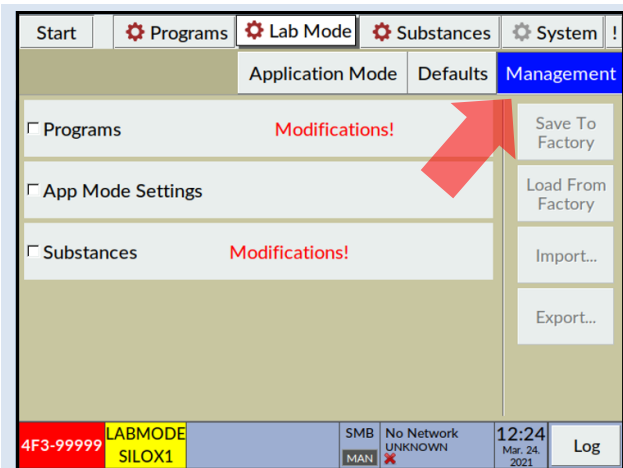 Start Programs Lab Mode Substances System !
Application Mode Defaults Management
Programs Modifications!
Save To
Factory
App Mode Settings
Load From
Factory
Substances Modifications!
Import...
Export...
4F3-99999
LABMODE
SILOX1
SMB
MAN
No Network
UNKNOWN
12:24
Mar. 24.
2021
Log